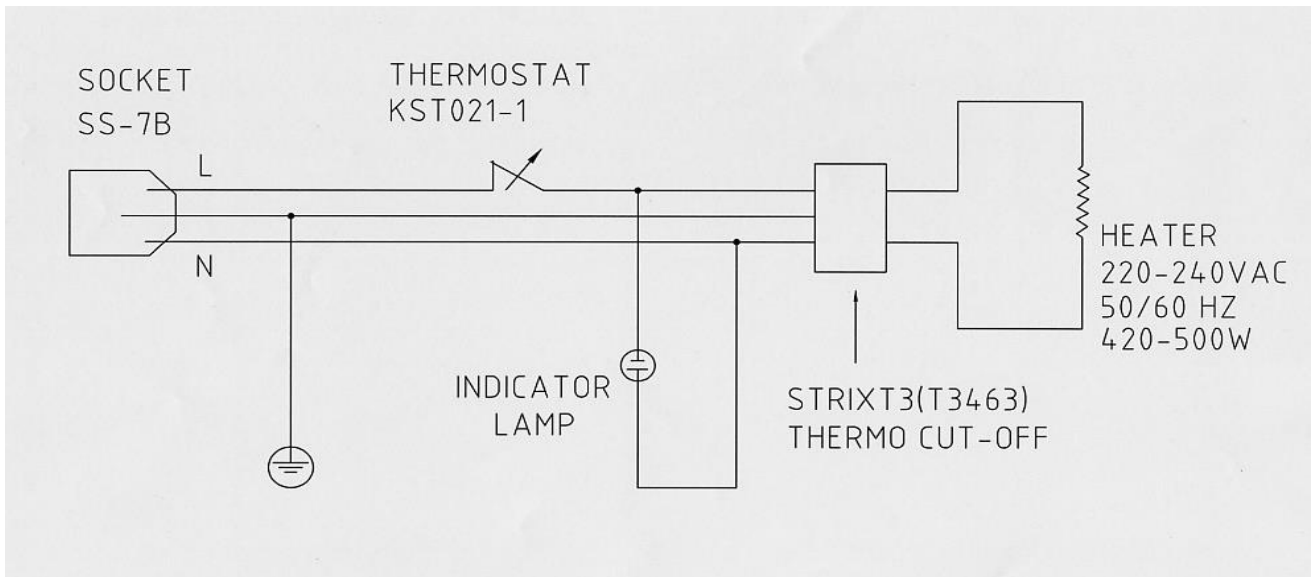 SOCKET
SS-7B
THERMOSTAT
KST021-1
L
N
HEATER
220-240VAC
50/60 HZ
420-500W
INDICATOR
LAMP
STRIXT3(T3463)
THERMO CUT-OFF